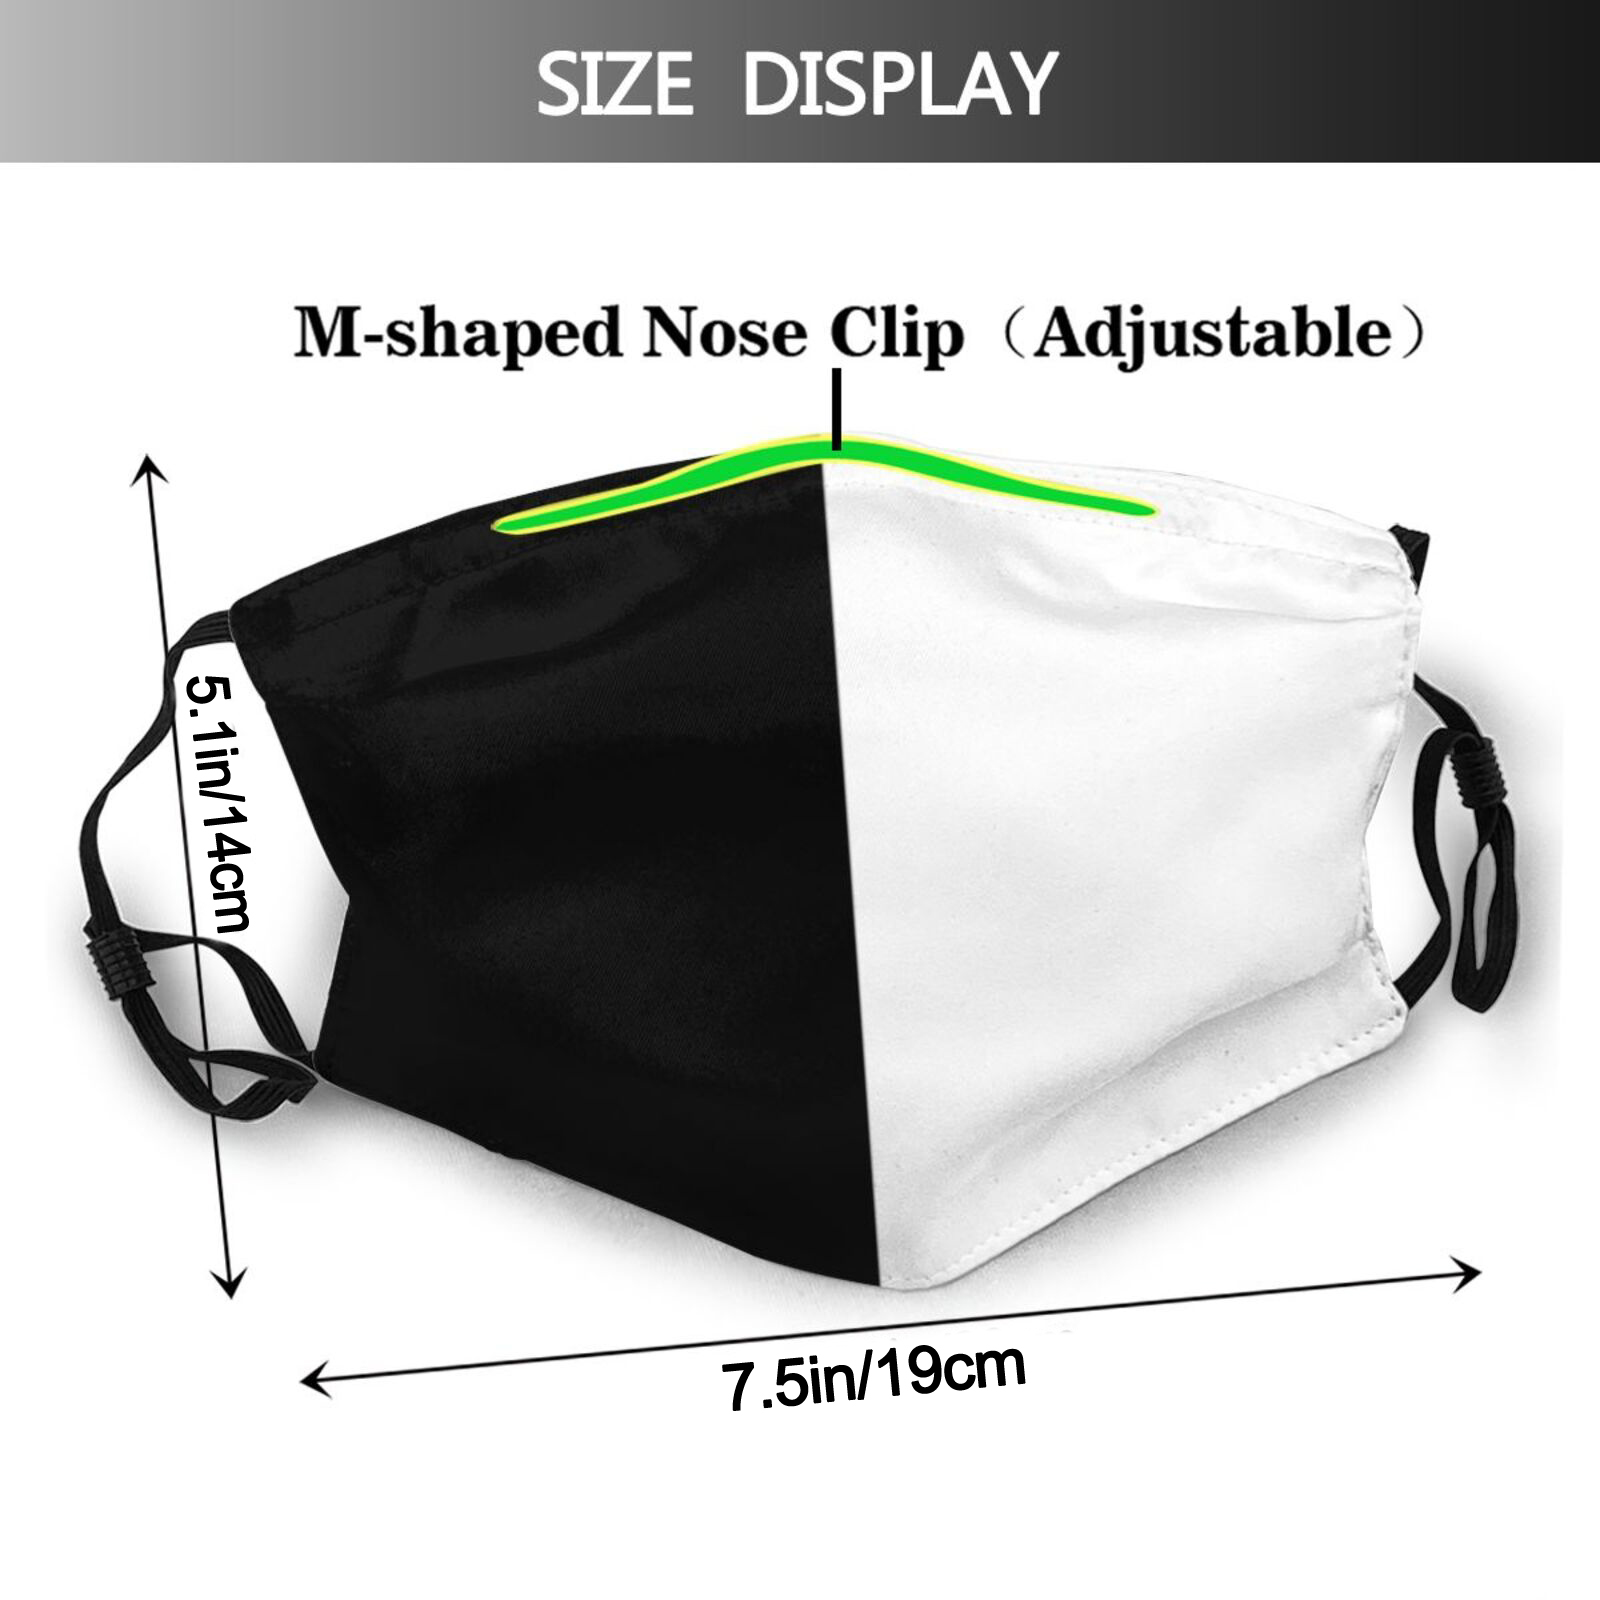 SIZE DISPLAY
M-shaped Nose Clip（Adjustable）
5.1in/14cm
7.5in/19cm